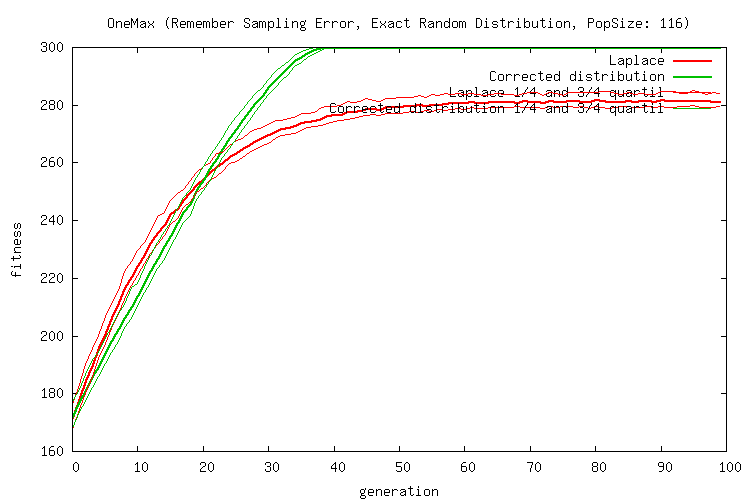 OneMax (Remember Sampling Error, Exact Random Distribution, PopSize: 116)
300
Laplace
Corrected distribution
Laplace 1/4 and 3/4 quartil
280
Corrected distribution 1/4 and 3/4 quartil
260
240
fitness
220
200
180
160
0 10 20 30 40 50 60 70 80 90 100
generation